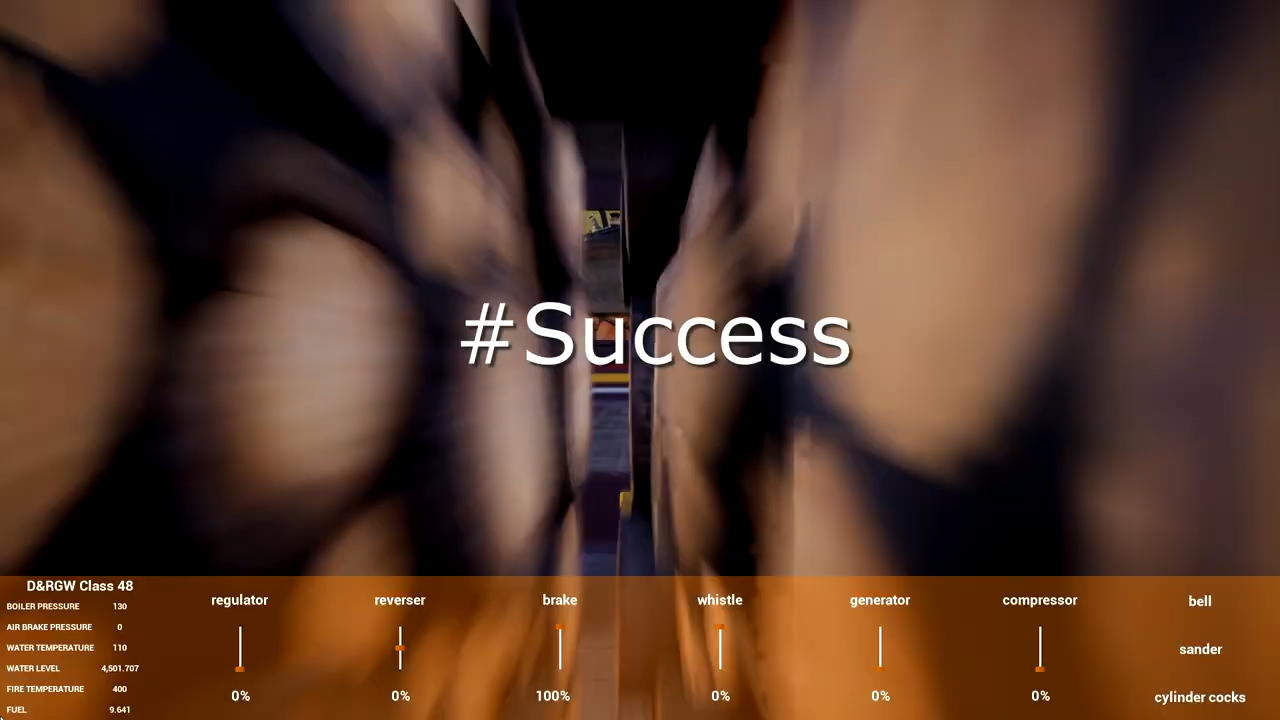 #Success
D&RGW Class 48
BOILER PRESSURE 130
AIR BRAKE PRESSURE 0
WATER TEMPERATURE 110
WATER LEVEL 4,501.707
FIRE TEMPERATURE 400
FUEL 9.641
regulator
0%
reverser
0%
brake
100%
whistle
0%
generator
0%
compressor
0%
bell
sander
cylinder cocks